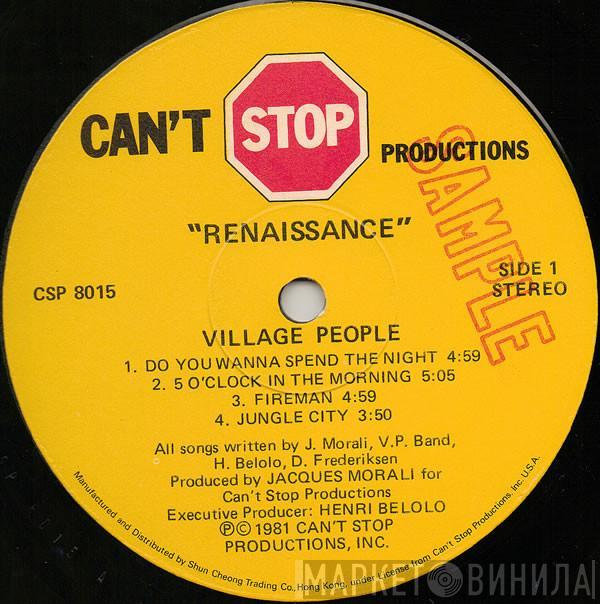 CAN'T STOP PRODUCTIONS
SAMPLE
"RENAISSANCE"
CSP 8015
SIDE 1
STEREO
VILLAGE PEOPLE
1. DO YOU WANNA SPEND THE NIGHT 4:59
2. 5 O'CLOCK IN THE MORNING 5:05
3. FIREMAN 4:59
4. JUNGLE CITY 3:50
All songs written by J. Morali, V.P. Band,
H. Belolo, D. Frederiksen
Produced by JACQUES MORALI for
Can't Stop Productions
Executive Producer: HENRI BELOLO
℗© 1981 CAN'T STOP
PRODUCTIONS, INC.
Manufactured and Distributed by Shun Cheong Trading Co., Hong Kong, under License from Can't Stop Productions, Inc. U.S.A.
МАРКЕТ ВИНИЛА